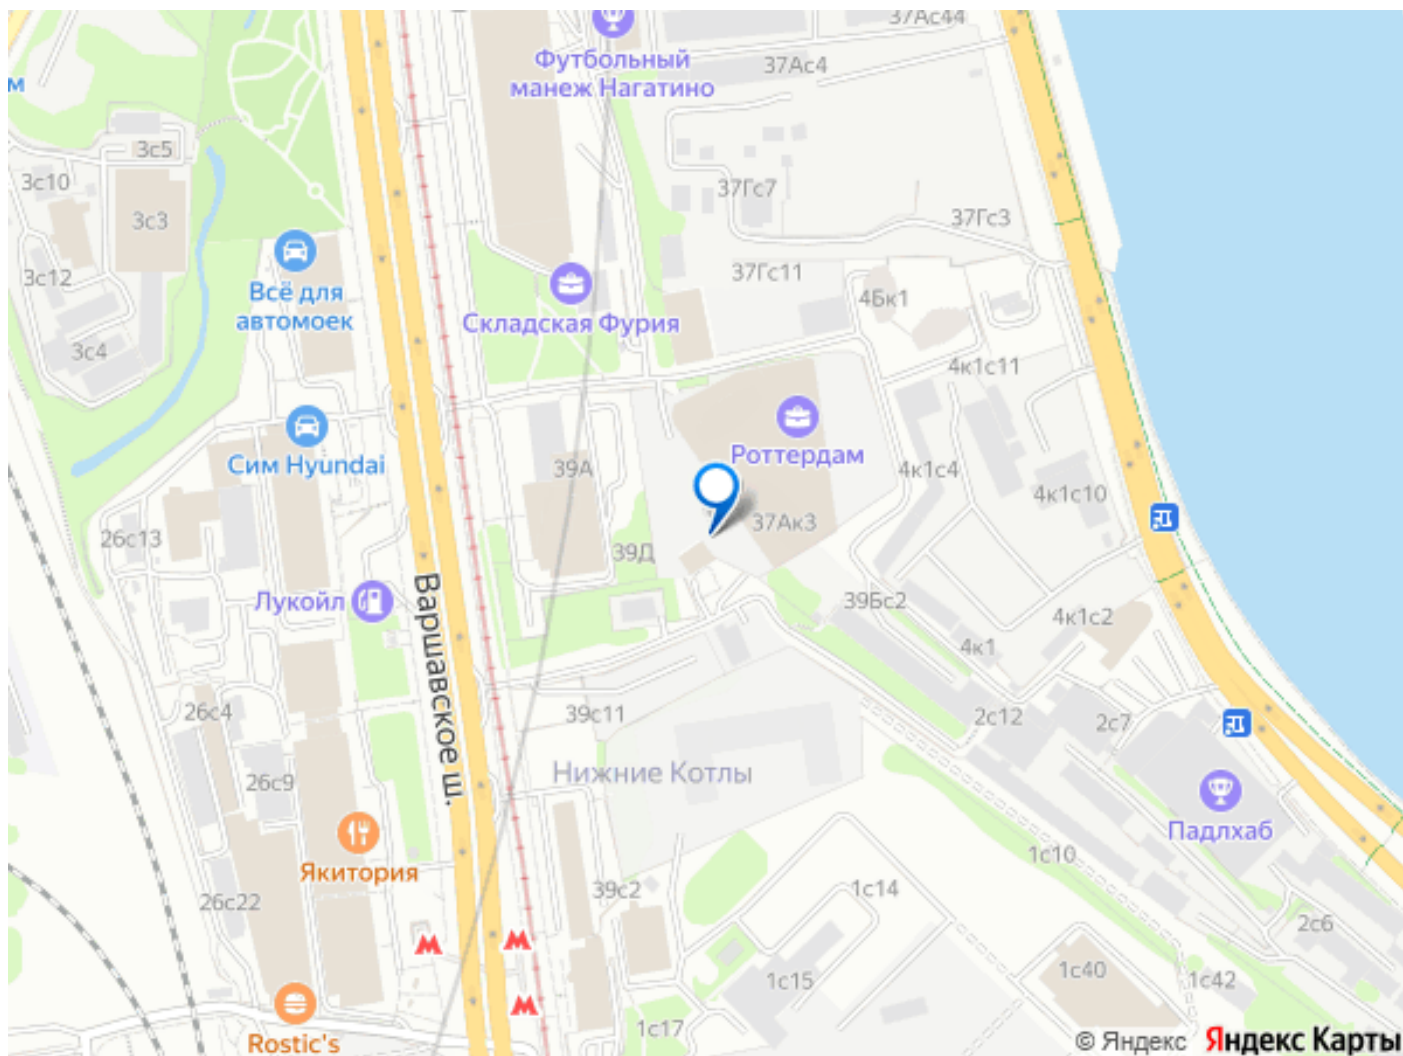 37Ас44
Футбольный
манеж Нагатино
37Ас4
м
3с5
3с10
3с3
37Гс7
37Гс3
3с12
Всё для
автомоек
37Гс11
4Бк1
Складская Фурия
3с4
4к1с11
Роттердам
Сим Hyundai
39А
4к1с4
4к1с10
37Ак3
26с13
39Д
Лукойл
Варшавское ш.
39Бс2
4к1с2
4к1
26с4
39с11
2с12
2с7
26с9
Нижние Котлы
Падлхаб
Якитория
1с10
26с22
39с2
1с14
2с6
1с15
1с40
1с42
1с17
Rostic's
© Яндекс Яндекс Карты